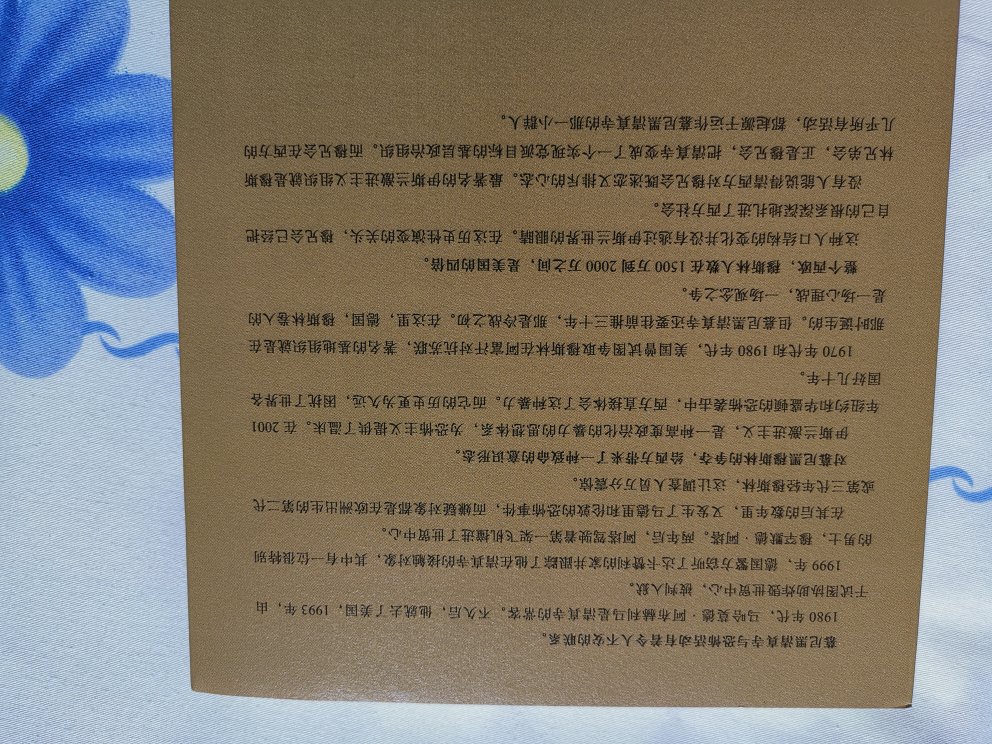 慕尼黑清真寺与恐怖活动有着令人不安的联系。
1980 年代，马哈莫德·阿布赫利马是清真寺的常客。不久后，他就去了美国，1993 年，由
于试图协助炸毁世贸中心，被判入狱。
1999 年，德国警方窃听了达卡赞利的家并跟踪了他在清真寺的接触对象，其中有一位很特别
的男士，穆罕默德·阿塔。两年后，阿塔驾驶着第一架飞机撞进了世贸中心。
在其后的数年里，又发生了马德里和伦敦的恐怖事件，而嫌疑对象都是在欧洲出生的第二代
或第三代年轻穆斯林，这让调查人员万分震惊。
对慕尼黑穆斯林的争夺，给西方带来了一种致命的意识形态。
伊斯兰激进主义，是一种高度政治化的暴力的思想体系，为恐怖主义提供了温床。在 2001
年纽约和华盛顿的恐怖袭击中，西方直接体会了这种暴力。而它的历史更为久远，困扰了世界各
国好几十年。
1970 年代和 1980 年代，美国曾试图争取穆斯林在阿富汗对抗苏联，著名的基地组织就是在
那时诞生的。但慕尼黑清真寺还要往前推三十年，那是冷战之初。在这里，德国，穆斯林卷入的
是一场心理战，一场观念之争。
整个西欧，穆斯林人数在 1500 万到 2000 万之间，是美国的四倍。
这种人口结构的变化并没有逃过伊斯兰世界的眼睛。在这历史性演变的关头，穆兄会已经把
自己的根系深深地扎进了西方社会。
没有人能说得清西方对穆兄会既迷恋又排斥的心态。最著名的伊斯兰激进主义组织就是穆斯
林兄弟会，正是穆兄会，把清真寺变成了一个实现党派目标的基层政治组织。而穆兄会在西方的
几乎所有活动，都起源于运作慕尼黑清真寺的那一小群人。